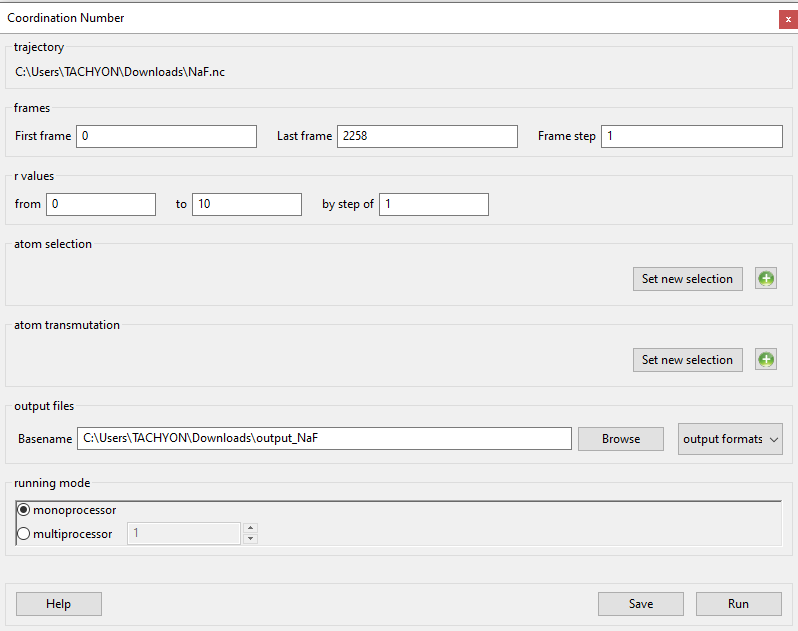 Coordination Number
x
trajectory
C:\Users\TACHYON\Downloads\NaF.nc
frames
First frame 0 Last frame 2258 Frame step 1
r values
from 0 to 10 by step of 1
atom selection
Set new selection
atom transmutation
Set new selection
output files
Basename C:\Users\TACHYON\Downloads\output_NaF Browse output formats
running mode
monoprocessor
multiprocessor 1
Help Save Run